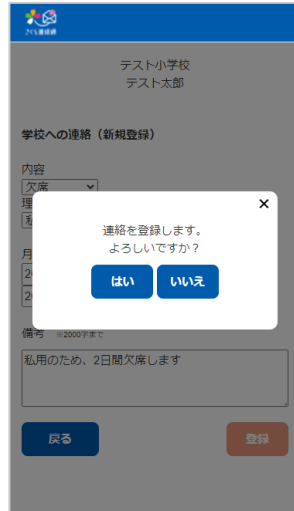 さくら連絡網
テスト小学校
テスト太郎
学校への連絡（新規登録）
内容
欠席
理
私
連絡を登録します。
よろしいですか？
はい
いいえ
月
20
2
備考 ※2000字まで
私用のため、2日間欠席します
戻る
登録